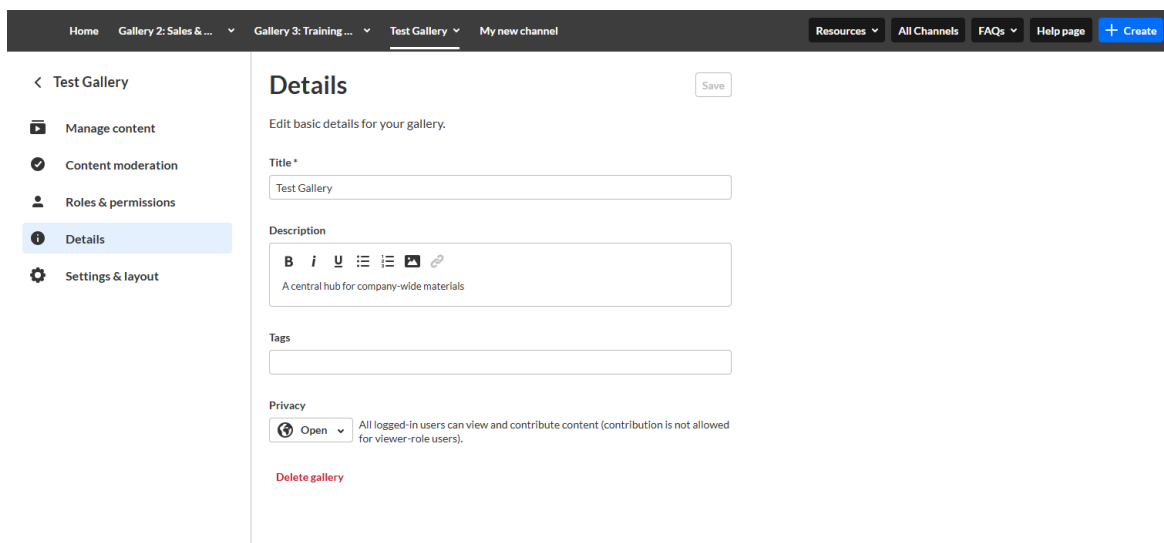 Home Gallery 2: Sales & ... Gallery 3: Training ... Test Gallery My new channel Resources All Channels FAQs Help page + Create
Test Gallery
Manage content
Content moderation
Roles & permissions
Details
Settings & layout
Details
Save
Edit basic details for your gallery.
Title *
Test Gallery
Description
B i U
A central hub for company-wide materials
Tags
Privacy
Open
All logged-in users can view and contribute content (contribution is not allowed
for viewer-role users).
Delete gallery